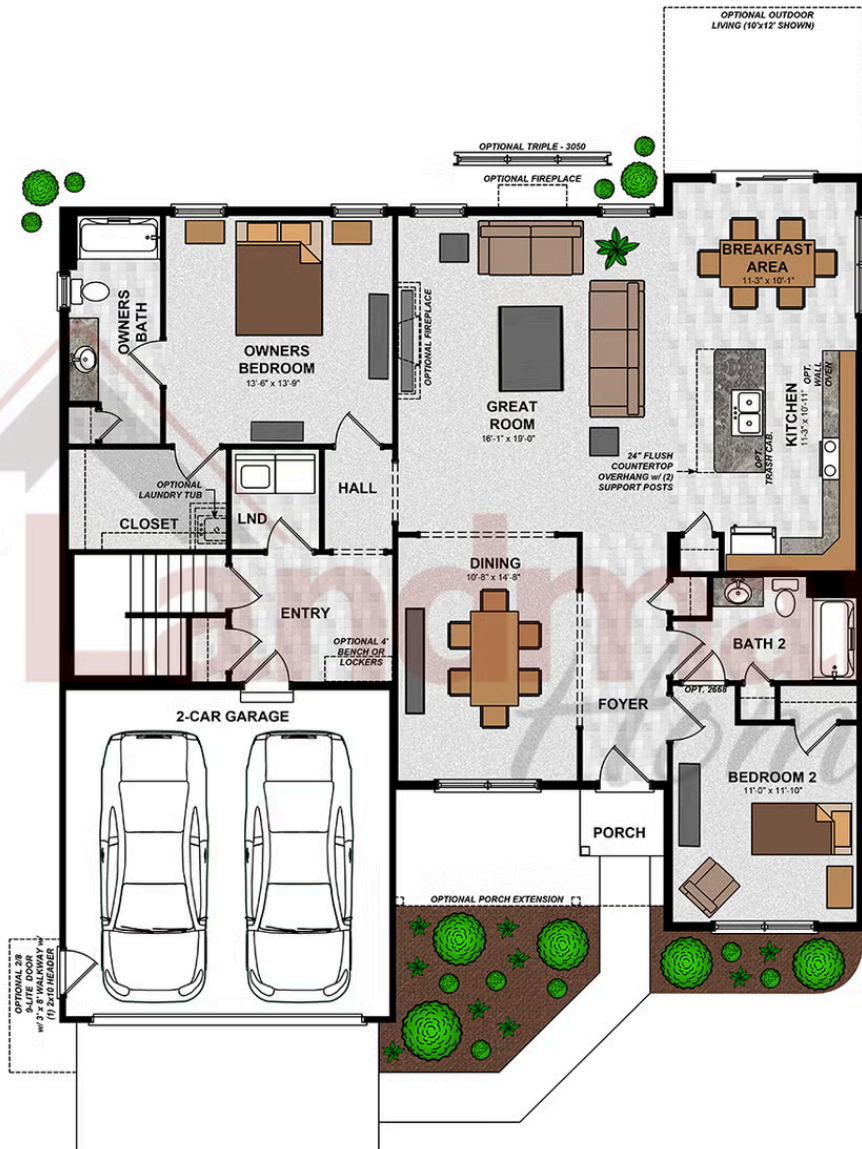 OPTIONAL OUTDOOR
LIVING (10'x12' SHOWN)
OPTIONAL TRIPLE - 3050
OPTIONAL FIREPLACE
BREAKFAST
AREA
11'-3" x 10'-1"
OWNERS
BATH
OWNERS
BEDROOM
13'-6" x 13'-9"
OPTIONAL FIREPLACE
GREAT
ROOM
16'-1" x 19'-0"
KITCHEN
11'-3" x 10'-11"
OPT.
WALL
OVEN
OPT.
TRASH CAB.
24" FLUSH
COUNTERTOP
OVERHANG w/ (2)
SUPPORT POSTS
OPTIONAL
LAUNDRY TUB
CLOSET
LND
HALL
Landma
Hom
DINING
10'-8" x 14'-8"
ENTRY
OPTIONAL 4'
BENCH OR
LOCKERS
BATH 2
OPT. 2668
FOYER
2-CAR GARAGE
BEDROOM 2
11'-0" x 11'-10"
PORCH
OPTIONAL PORCH EXTENSION
OPTIONAL 2/8
9-LITE DOOR
w/ 3' x 8' WALKWAY w/
(1) 2x10 HEADER